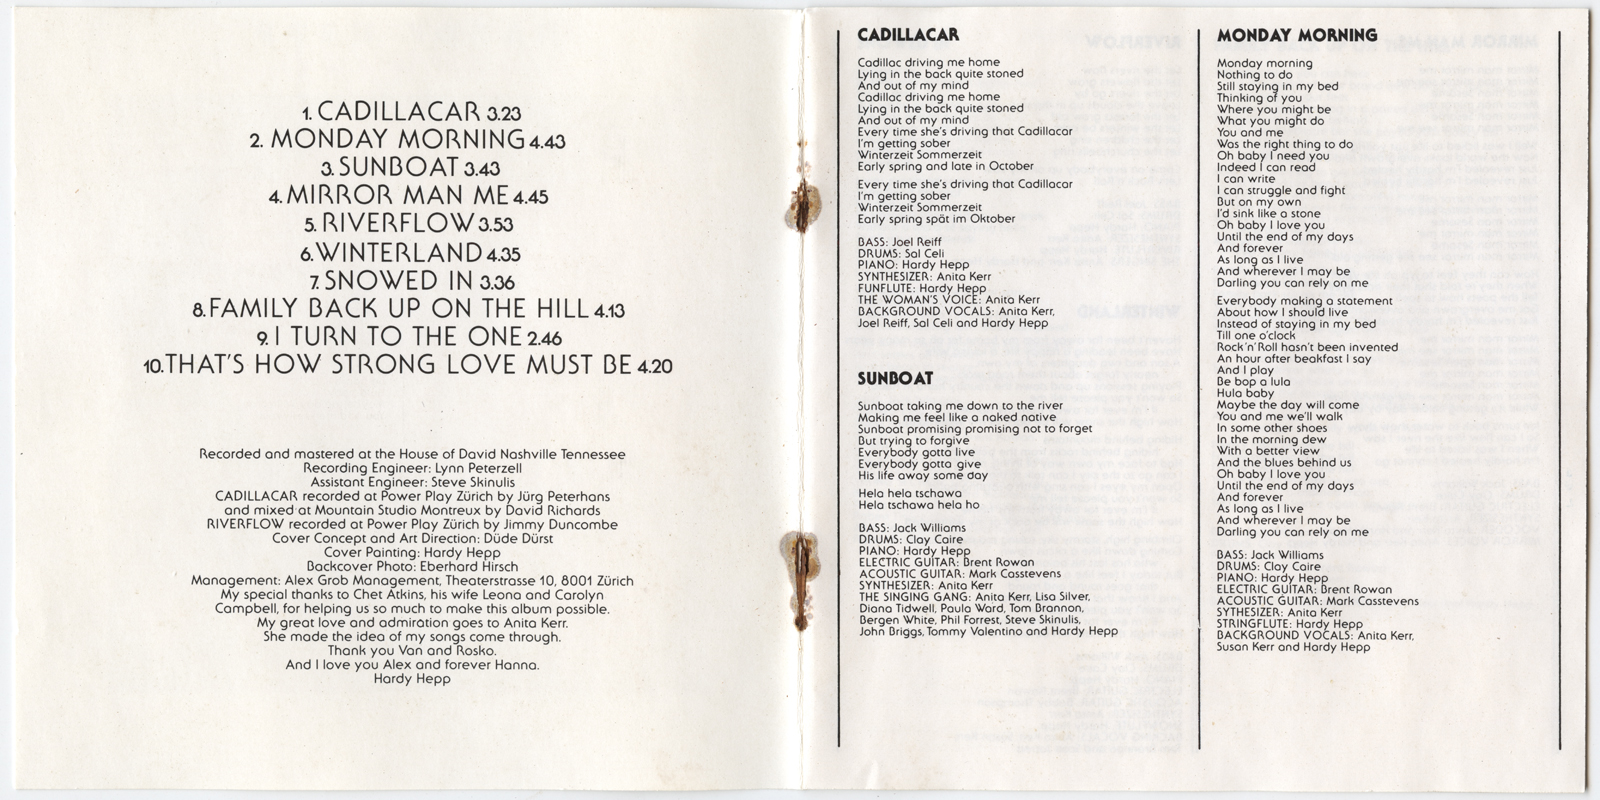 1. CADILLACAR 3.23
2. MONDAY MORNING 4.43
3. SUNBOAT 3.43
4. MIRROR MAN ME 4.45
5. RIVERFLOW 3.53
6. WINTERLAND 4.35
7. SNOWED IN 3.36
8. FAMILY BACK UP ON THE HILL 4.13
9. I TURN TO THE ONE 2.46
10. THAT'S HOW STRONG LOVE MUST BE 4.20
Recorded and mastered at the House of David Nashville Tennessee
Recording Engineer: Lynn Peterzell
Assistant Engineer: Steve Skinulis
CADILLACAR recorded at Power Play Zürich by Jürg Peterhans
and mixed at Mountain Studio Montreux by David Richards
RIVERFLOW recorded at Power Play Zürich by Jimmy Duncombe
Cover Concept and Art Direction: Düde Dürst
Cover Painting: Hardy Hepp
Backcover Photo: Eberhard Hirsch
Management: Alex Grob Management, Theaterstrasse 10, 8001 Zürich
My special thanks to Chet Atkins, his wife Leona and Carolyn
Campbell, for helping us so much to make this album possible.
My great love and admiration goes to Anita Kerr.
She made the idea of my songs come through.
Thank you Van and Rosko.
And I love you Alex and forever Hanna.
Hardy Hepp
CADILLACAR
Cadillac driving me home
Lying in the back quite stoned
And out of my mind
Cadillac driving me home
Lying in the back quite stoned
And out of my mind
Every time she's driving that Cadillacar
I'm getting sober
Winterzeit Sommerzeit
Early spring and late in October
Every time she's driving that Cadillacar
I'm getting sober
Winterzeit Sommerzeit
Early spring spät im Oktober
BASS: Joel Reiff
DRUMS: Sal Celi
PIANO: Hardy Hepp
SYNTHESIZER: Anita Kerr
FUNFLUTE: Hardy Hepp
THE WOMAN'S VOICE: Anita Kerr
BACKGROUND VOCALS: Anita Kerr,
Joel Reiff, Sal Celi and Hardy Hepp
SUNBOAT
Sunboat taking me down to the river
Making me feel like a naked native
Sunboat promising promising not to forget
But trying to forgive
Everybody gotta live
Everybody gotta give
His life away some day
Hela hela tschawa
Hela tschawa hela ho
BASS: Jack Williams
DRUMS: Clay Caire
PIANO: Hardy Hepp
ELECTRIC GUITAR: Brent Rowan
ACOUSTIC GUITAR: Mark Casstevens
SYNTHESIZER: Anita Kerr
THE SINGING GANG: Anita Kerr, Lisa Silver,
Diana Tidwell, Paula Ward, Tom Brannon,
Bergen White, Phil Forrest, Steve Skinulis,
John Briggs, Tommy Valentino and Hardy Hepp
MONDAY MORNING
Monday morning
Nothing to do
Still staying in my bed
Thinking of you
Where you might be
What you might do
You and me
Was the right thing to do
Oh baby I need you
Indeed I can read
I can write
I can struggle and fight
But on my own
I'd sink like a stone
Oh baby I love you
Until the end of my days
And forever
As long as I live
And wherever I may be
Darling you can rely on me
Everybody making a statement
About how I should live
Instead of staying in my bed
Till one o'clock
Rock'n'Roll hasn't been invented
An hour after beakfast I say
And I play
Be bop a lula
Hula baby
Maybe the day will come
You and me we'll walk
In some other shoes
In the morning dew
With a better view
And the blues behind us
Oh baby I love you
Until the end of my days
And forever
As long as I live
And wherever I may be
Darling you can rely on me
BASS: Jack Williams
DRUMS: Clay Caire
PIANO: Hardy Hepp
ELECTRIC GUITAR: Brent Rowan
ACOUSTIC GUITAR: Mark Casstevens
SYTHESIZER: Anita Kerr
STRINGFLUTE: Hardy Hepp
BACKGROUND VOCALS: Anita Kerr,
Susan Kerr and Hardy Hepp